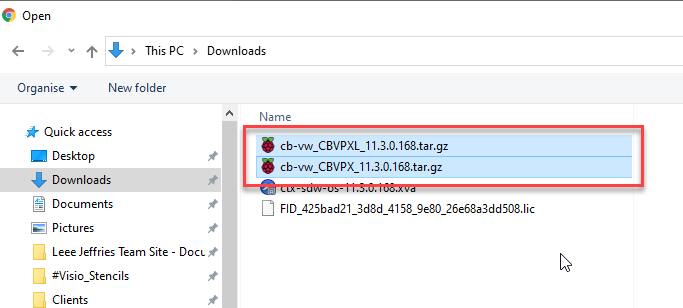 Open
This PC > Downloads
Organise
New folder
Name
Quick access
Desktop
Downloads
Documents
Pictures
Leee Jeffries Team Site - Docu
#Visio_Stencils
Clients
cb-vw_CBVPXL_11.3.0.168.tar.gz
cb-vw_CBVPX_11.3.0.168.tar.gz
ctx-sdw-os-11.3.0.168.xva
FID_425bad21_3d8d_4158_9e80_26e68a3dd508.lic